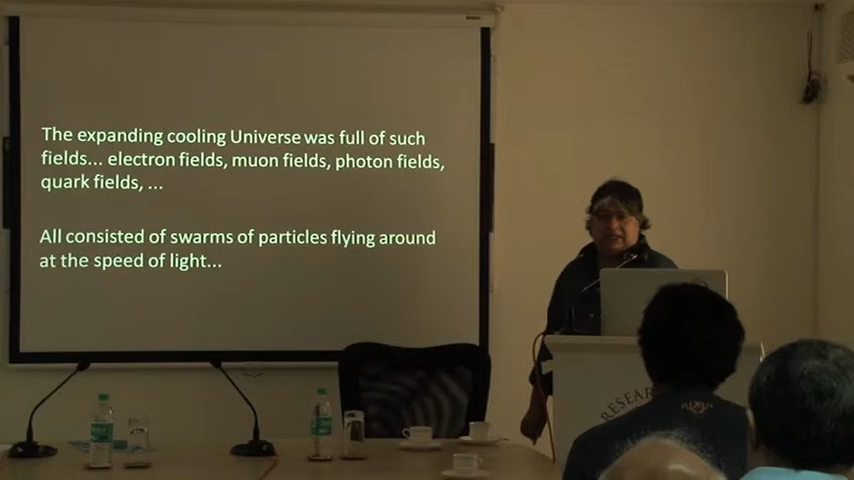 The expanding cooling Universe was full of such
fields... electron fields, muon fields, photon fields,
quark fields, ...
All consisted of swarms of particles flying around
at the speed of light...
RESEAR